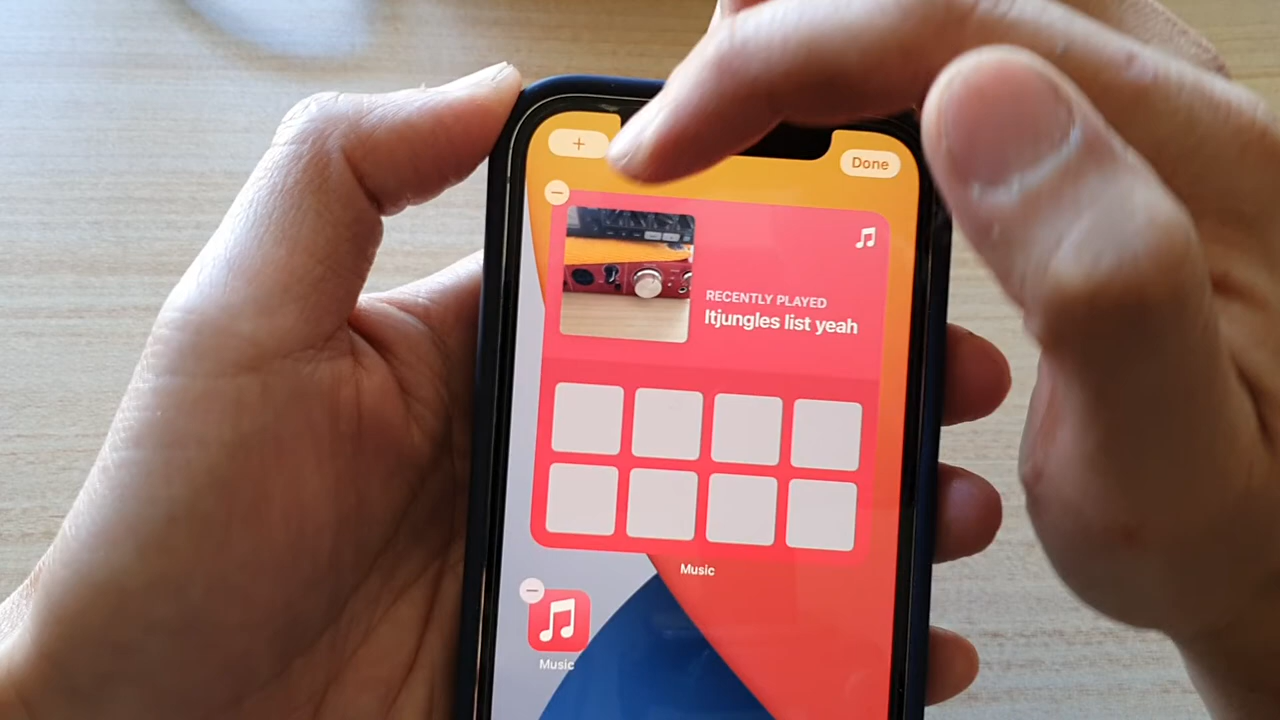 +
Done
RECENTLY PLAYED
Itjungles list yeah
Music
Music